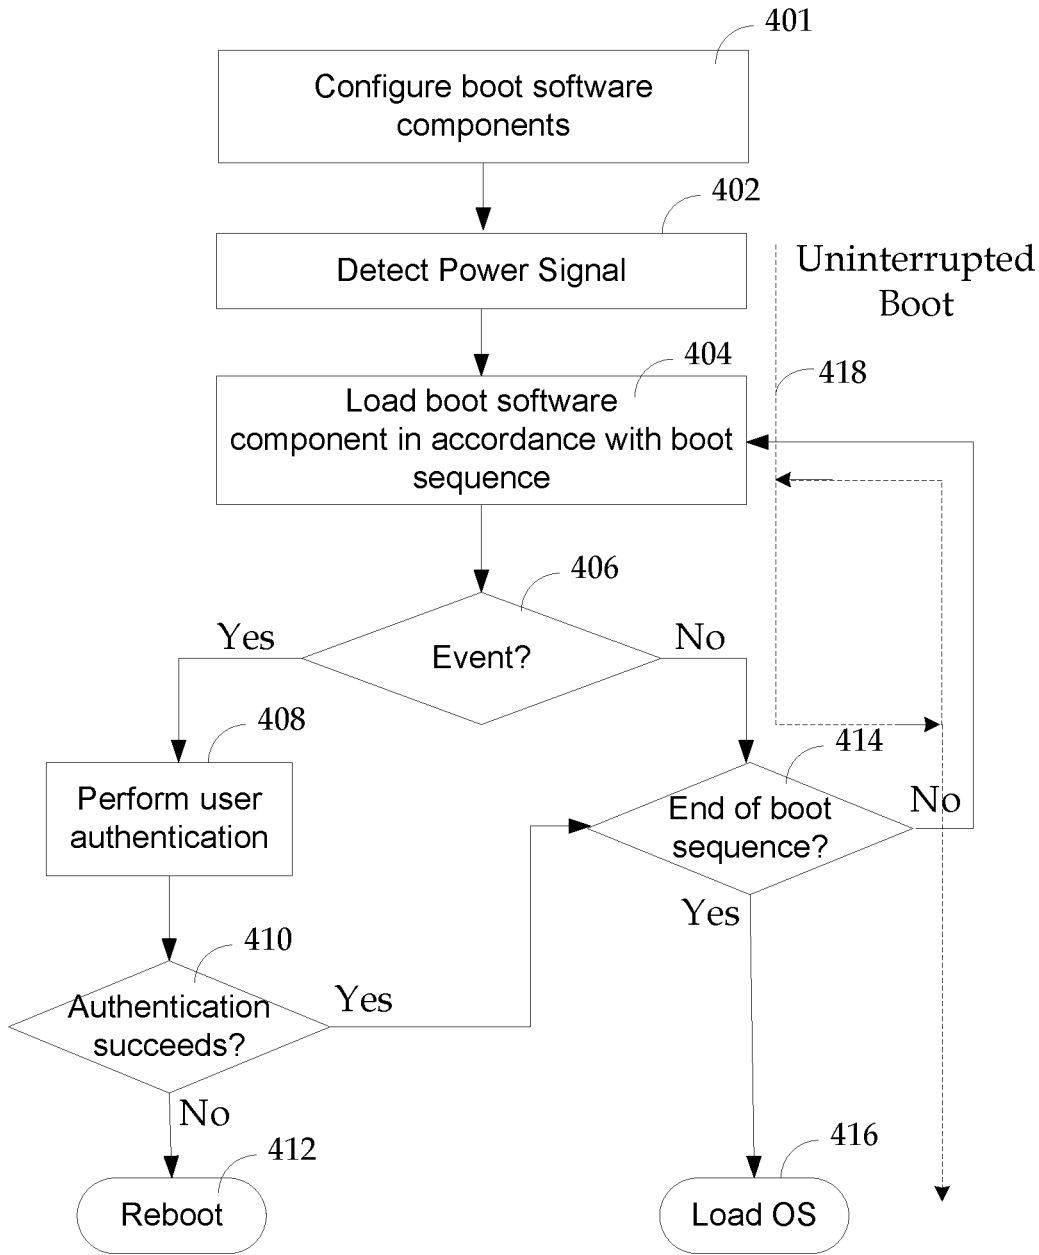 401
Configure boot software
components
402
Detect Power Signal
Uninterrupted
Boot
404
418
Load boot software
component in accordance with boot
sequence
406
Yes
No
Event?
408
414
Perform user
authentication
End of boot
sequence?
No
Yes
410
Authentication
succeeds?
Yes
No
412
416
Reboot
Load OS